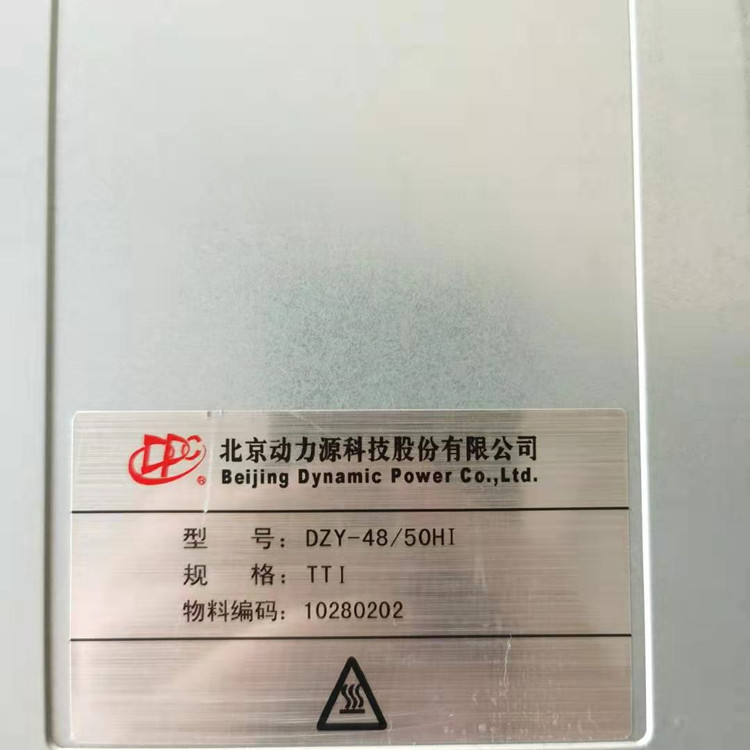 DPC®
北京动力源科技股份有限公司
Beijing Dynamic Power Co.,Ltd.
型 号: DZY-48/50HI
规 格: TTI
物料编码: 10280202